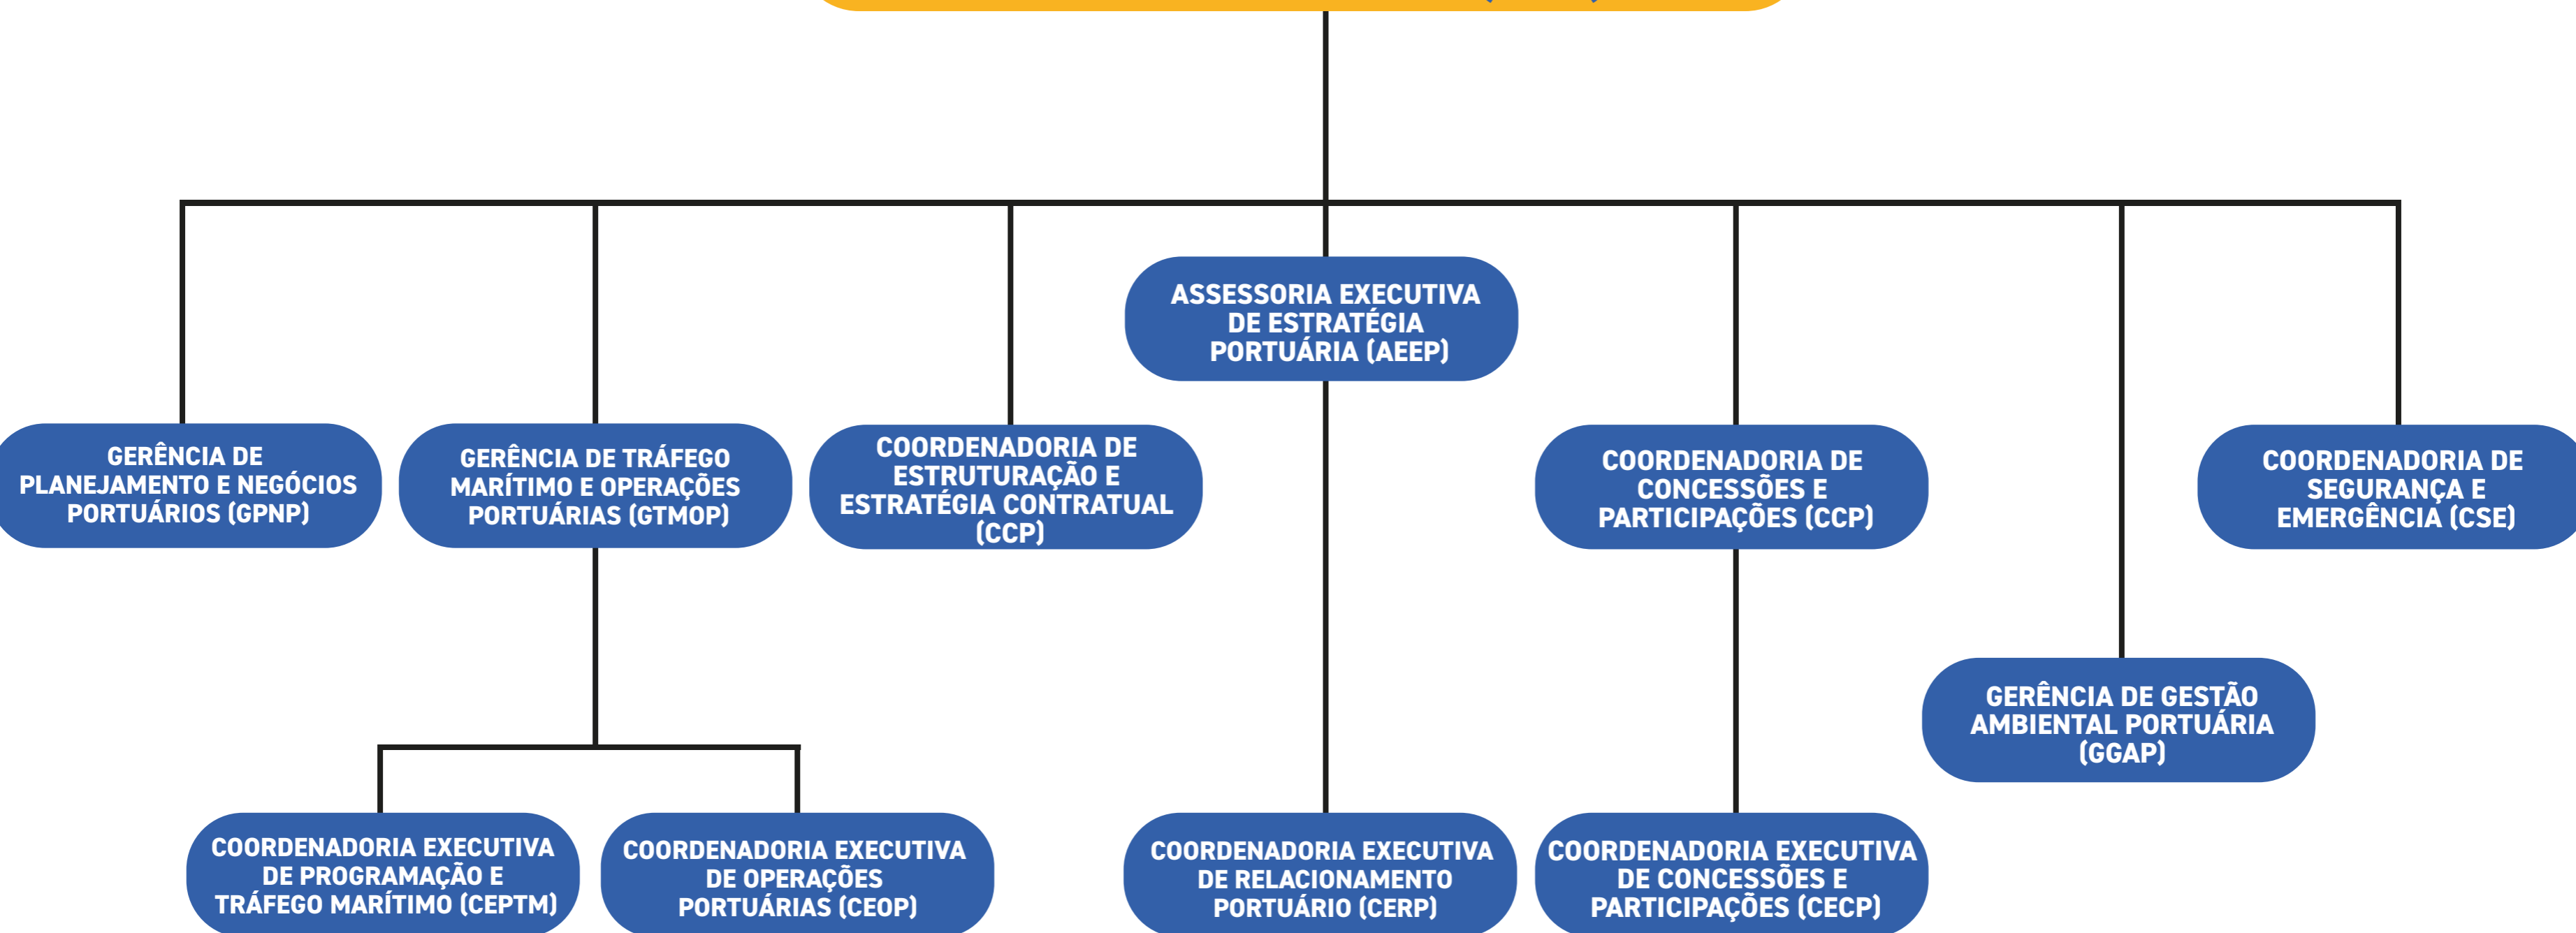 ASSESSORIA EXECUTIVA
DE ESTRATÉGIA
PORTUÁRIA (AEEP)
GERÊNCIA DE
PLANEJAMENTO E NEGÓCIOS
PORTUÁRIOS (GPNP)
GERÊNCIA DE TRÁFEGO
MARÍTIMO E OPERAÇÕES
PORTUÁRIAS (GTMOP)
COORDENADORIA DE
ESTRUTURAÇÃO E
ESTRATÉGIA CONTRATUAL
(CCP)
COORDENADORIA DE
CONCESSÕES E
PARTICIPAÇÕES (CCP)
COORDENADORIA DE
SEGURANÇA E
EMERGÊNCIA (CSE)
GERÊNCIA DE GESTÃO
AMBIENTAL PORTUÁRIA
(GGAP)
COORDENADORIA EXECUTIVA
DE PROGRAMAÇÃO E
TRÁFEGO MARÍTIMO (CEPTM)
COORDENADORIA EXECUTIVA
DE OPERAÇÕES
PORTUÁRIAS (CEOP)
COORDENADORIA EXECUTIVA
DE RELACIONAMENTO
PORTUÁRIO (CERP)
COORDENADORIA EXECUTIVA
DE CONCESSÕES E
PARTICIPAÇÕES (CECP)